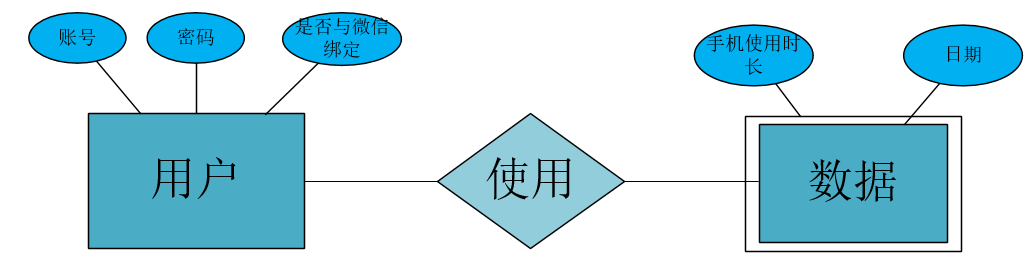 账号
密码
是否与微信
绑定
手机使用时
长
日期
用户
使用
数据